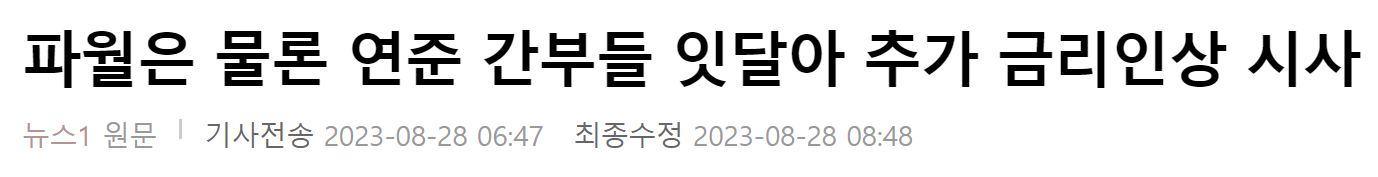 파월은 물론 연준 간부들 잇달아 추가 금리인상 시사
뉴스1 원문 | 기사전송 2023-08-28 06:47 최종수정 2023-08-28 08:48